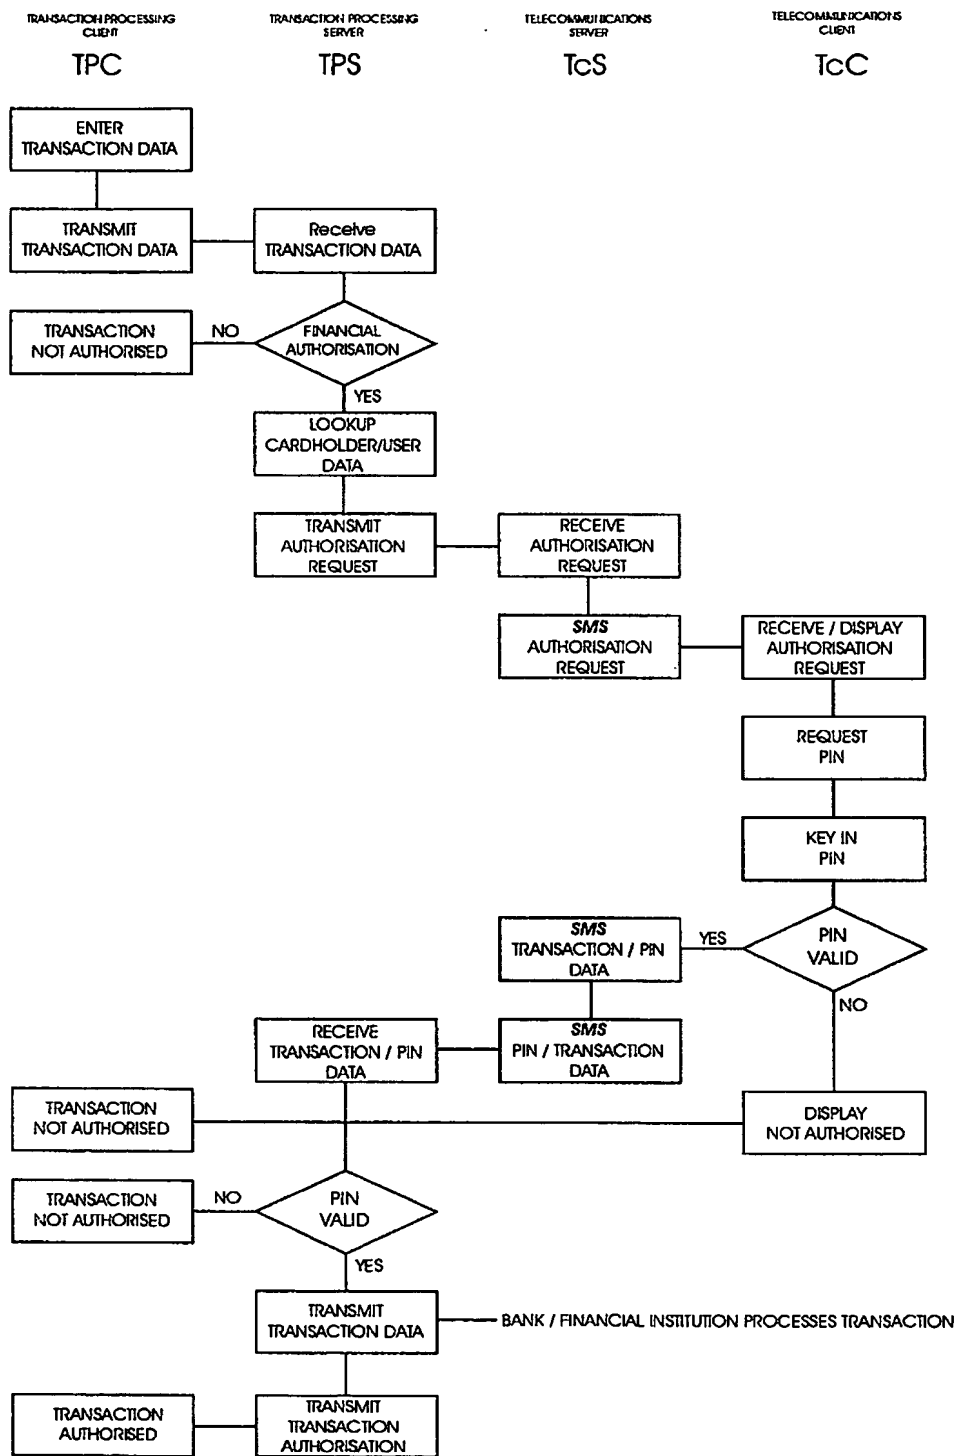 TRANSACTION PROCESSING
CLIENT
TPC
TRANSACTION PROCESSING
SERVER
TPS
TELECOMMUNICATIONS
SERVER
TcS
TELECOMMUNICATIONS
CLIENT
TcC
ENTER
TRANSACTION DATA
TRANSMIT
TRANSACTION DATA
Receive
TRANSACTION DATA
TRANSACTION
NOT AUTHORISED
NO
FINANCIAL
AUTHORISATION
YES
LOOKUP
CARDHOLDER/USER
DATA
TRANSMIT
AUTHORISATION
REQUEST
RECEIVE
AUTHORISATION
REQUEST
SMS
AUTHORISATION
REQUEST
RECEIVE / DISPLAY
AUTHORISATION
REQUEST
REQUEST
PIN
KEY IN
PIN
SMS
TRANSACTION / PIN
DATA
YES
PIN
VALID
NO
RECEIVE
TRANSACTION / PIN
DATA
SMS
PIN / TRANSACTION
DATA
TRANSACTION
NOT AUTHORISED
DISPLAY
NOT AUTHORISED
TRANSACTION
NOT AUTHORISED
NO
PIN
VALID
YES
TRANSMIT
TRANSACTION DATA
BANK / FINANCIAL INSTITUTION PROCESSES TRANSACTION
TRANSACTION
AUTHORISED
TRANSMIT
TRANSACTION
AUTHORISATION